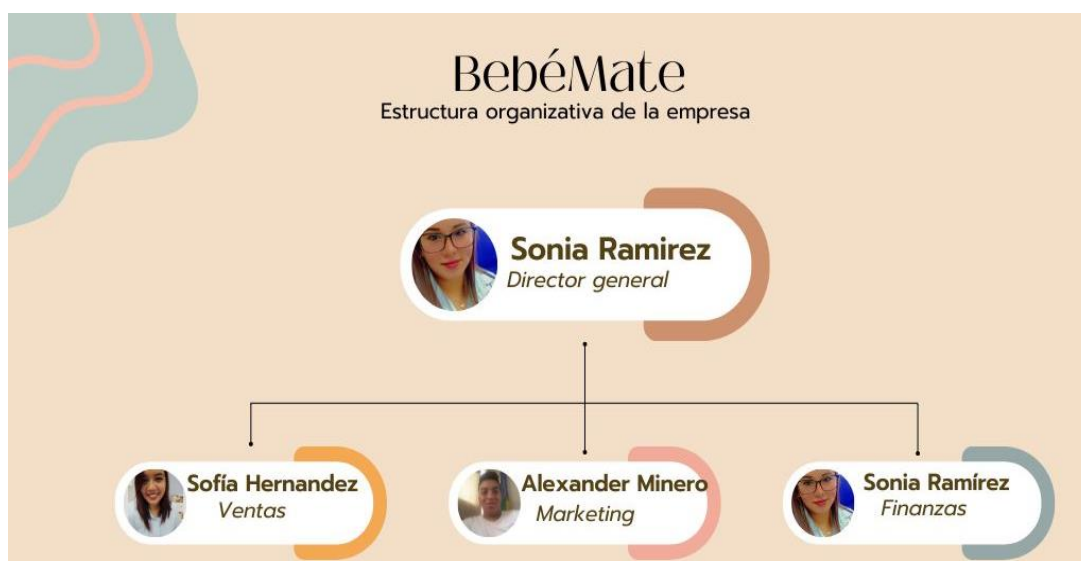 BebéMate
Estructura organizativa de la empresa
Sonia Ramirez
Director general
Sofía Hernandez
Ventas
Alexander Minero
Marketing
Sonia Ramírez
Finanzas